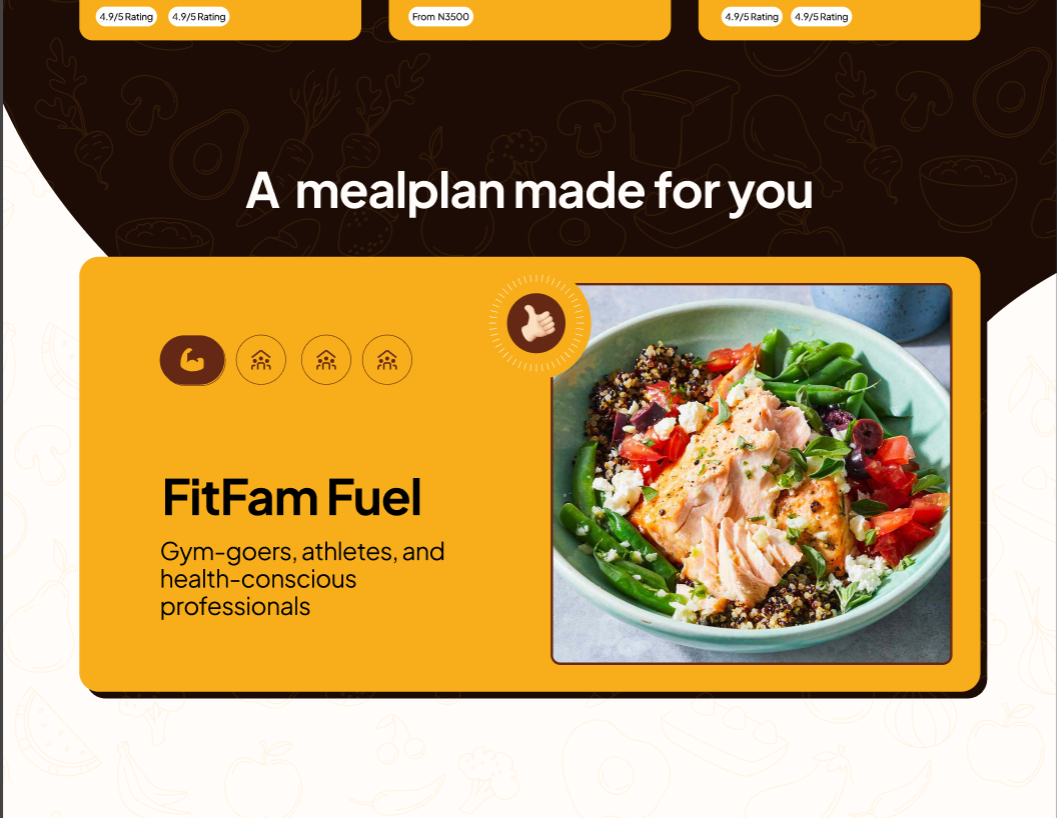 4.9/5 Rating 4.9/5 Rating From N3500 4.9/5 Rating 4.9/5 Rating
A mealplan made for you
FitFam Fuel
Gym-goers, athletes, and
health-conscious
professionals